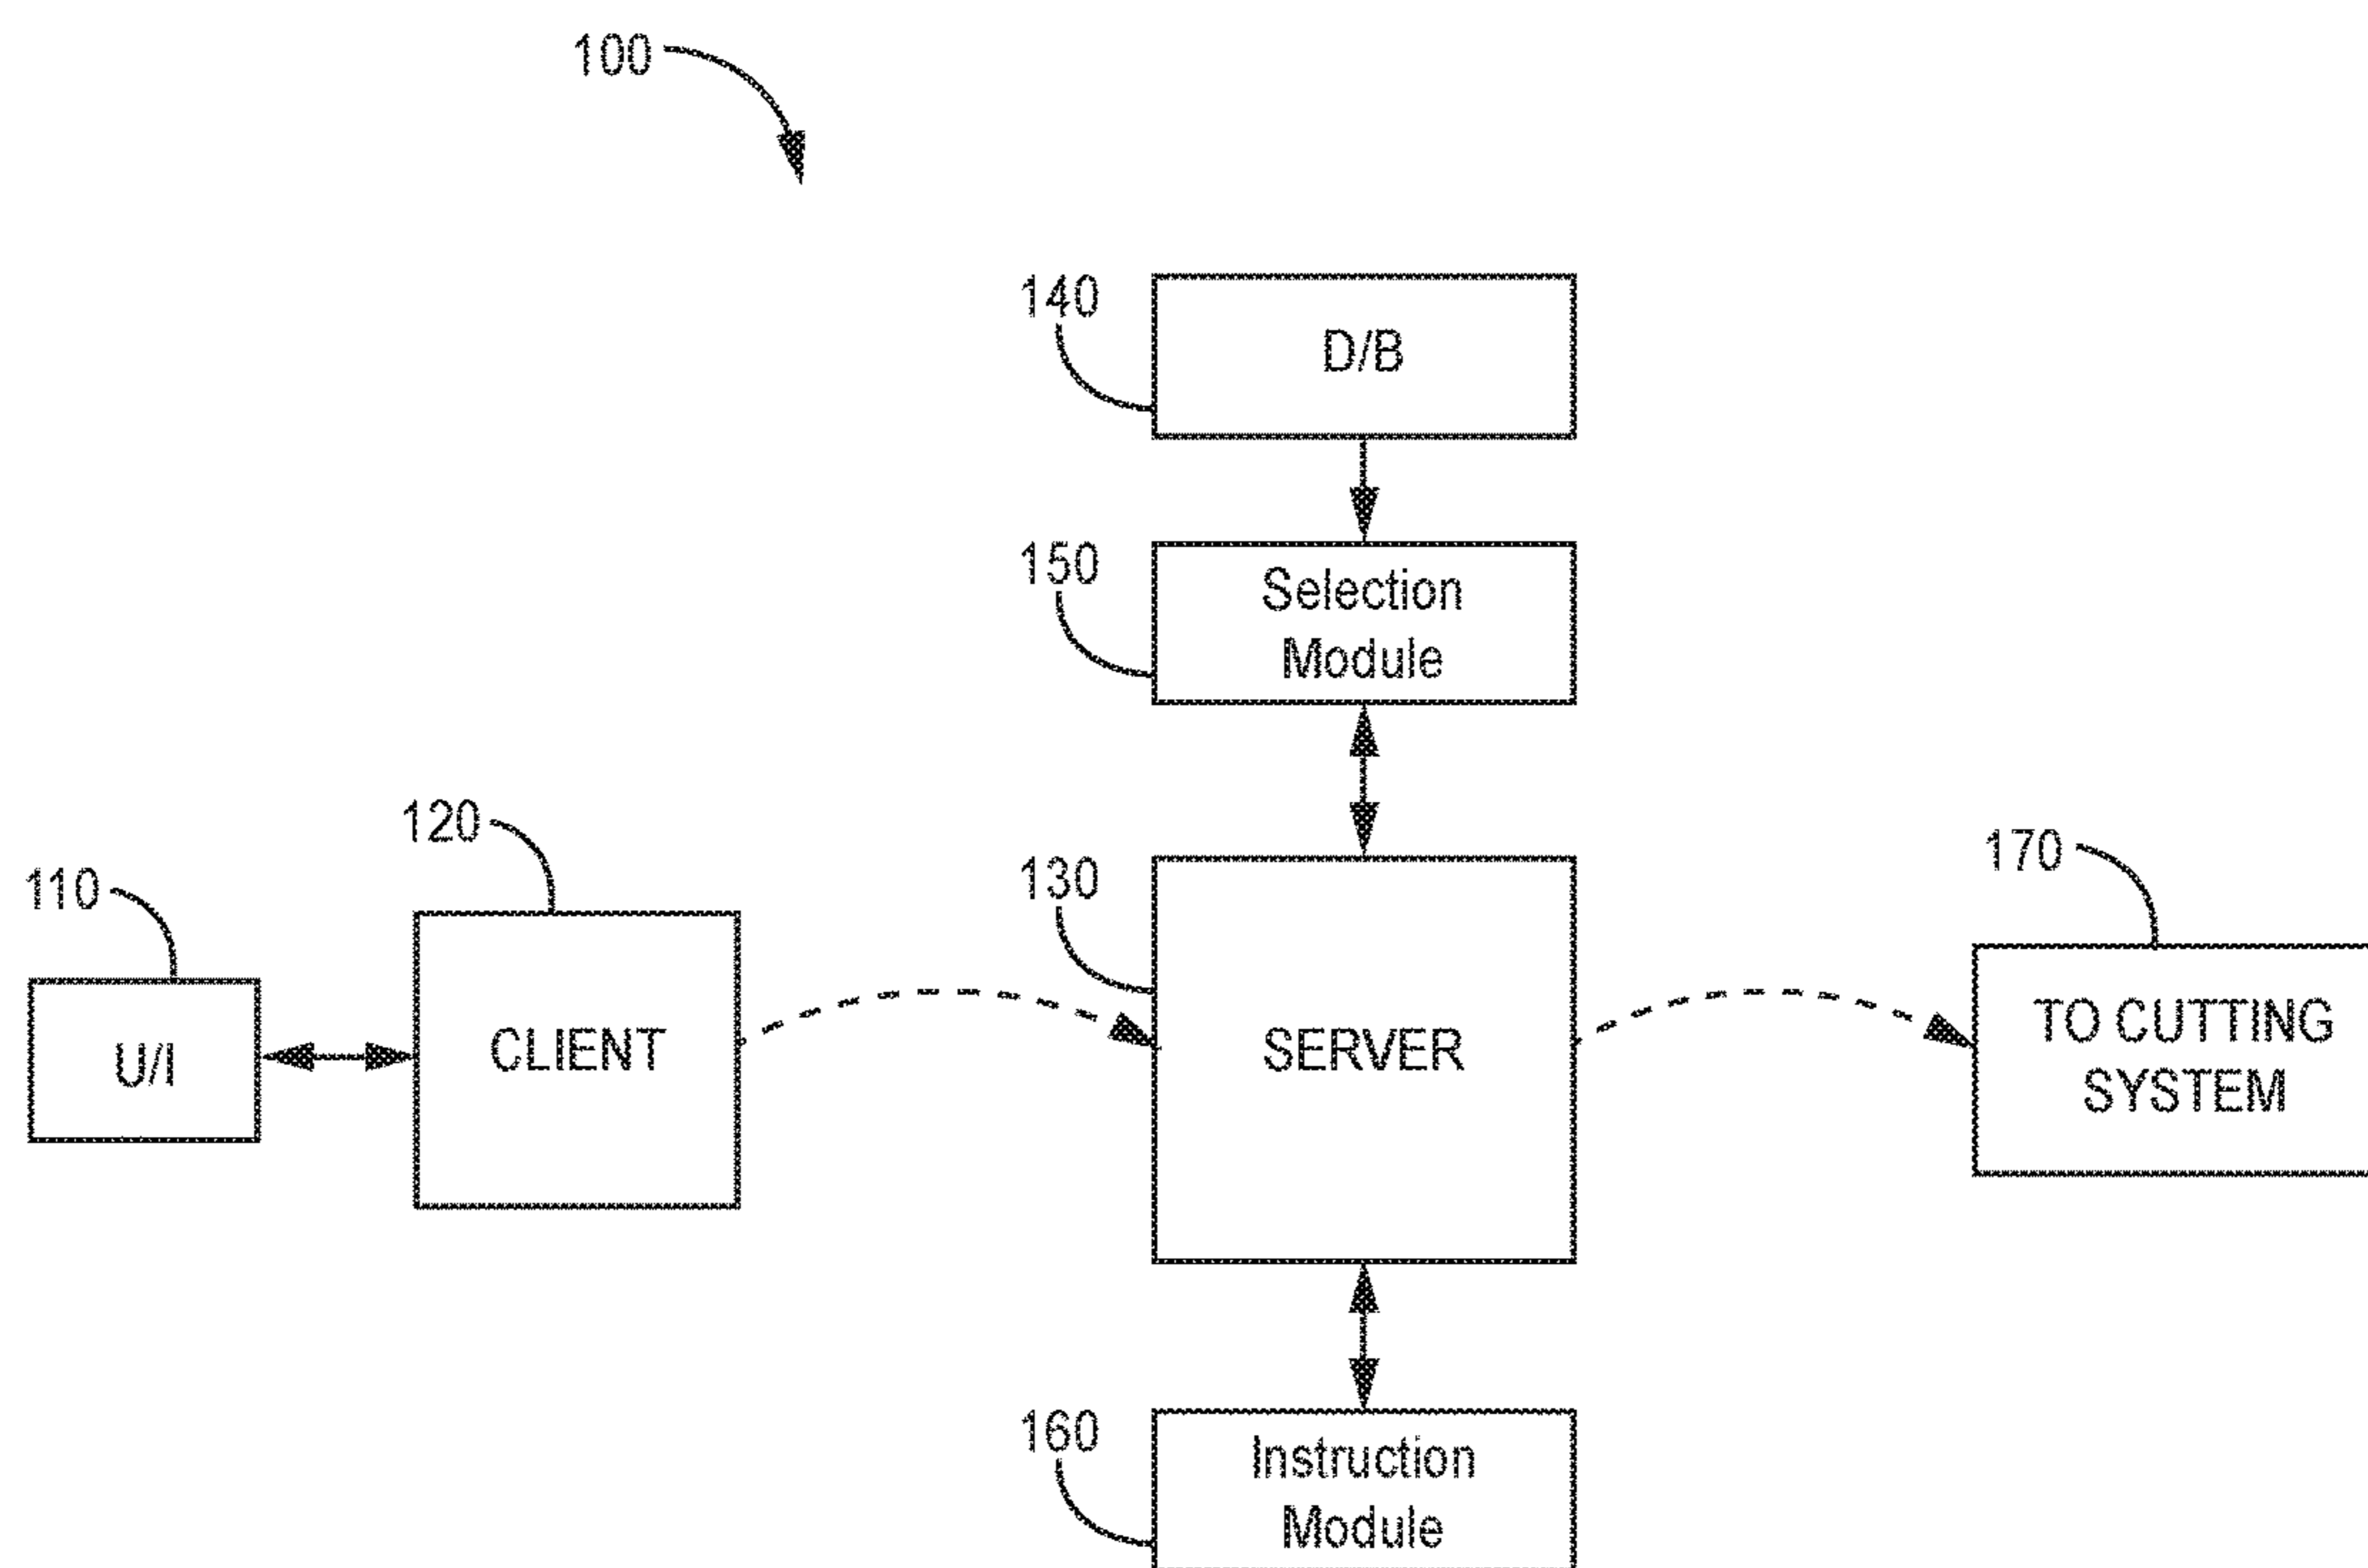 100
140
D/B
150
Selection
Module
120
130
170
110
U/I
CLIENT
SERVER
TO CUTTING
SYSTEM
160
Instruction
Module